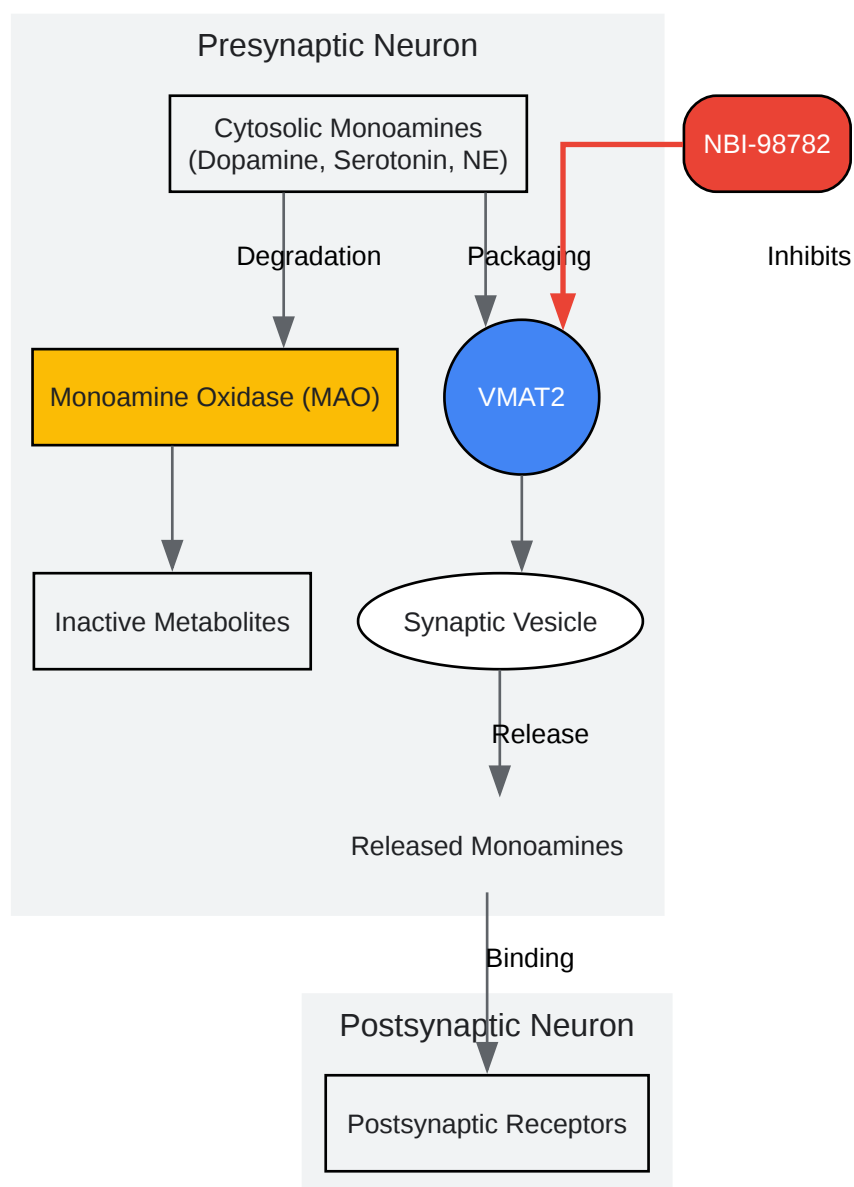 Presynaptic Neuron
Cytosolic Monoamines
(Dopamine, Serotonin, NE)
NBI-98782
Degradation
Packaging
Inhibits
Monoamine Oxidase (MAO)
VMAT2
Inactive Metabolites
Synaptic Vesicle
Release
Released Monoamines
Binding
Postsynaptic Neuron
Postsynaptic Receptors